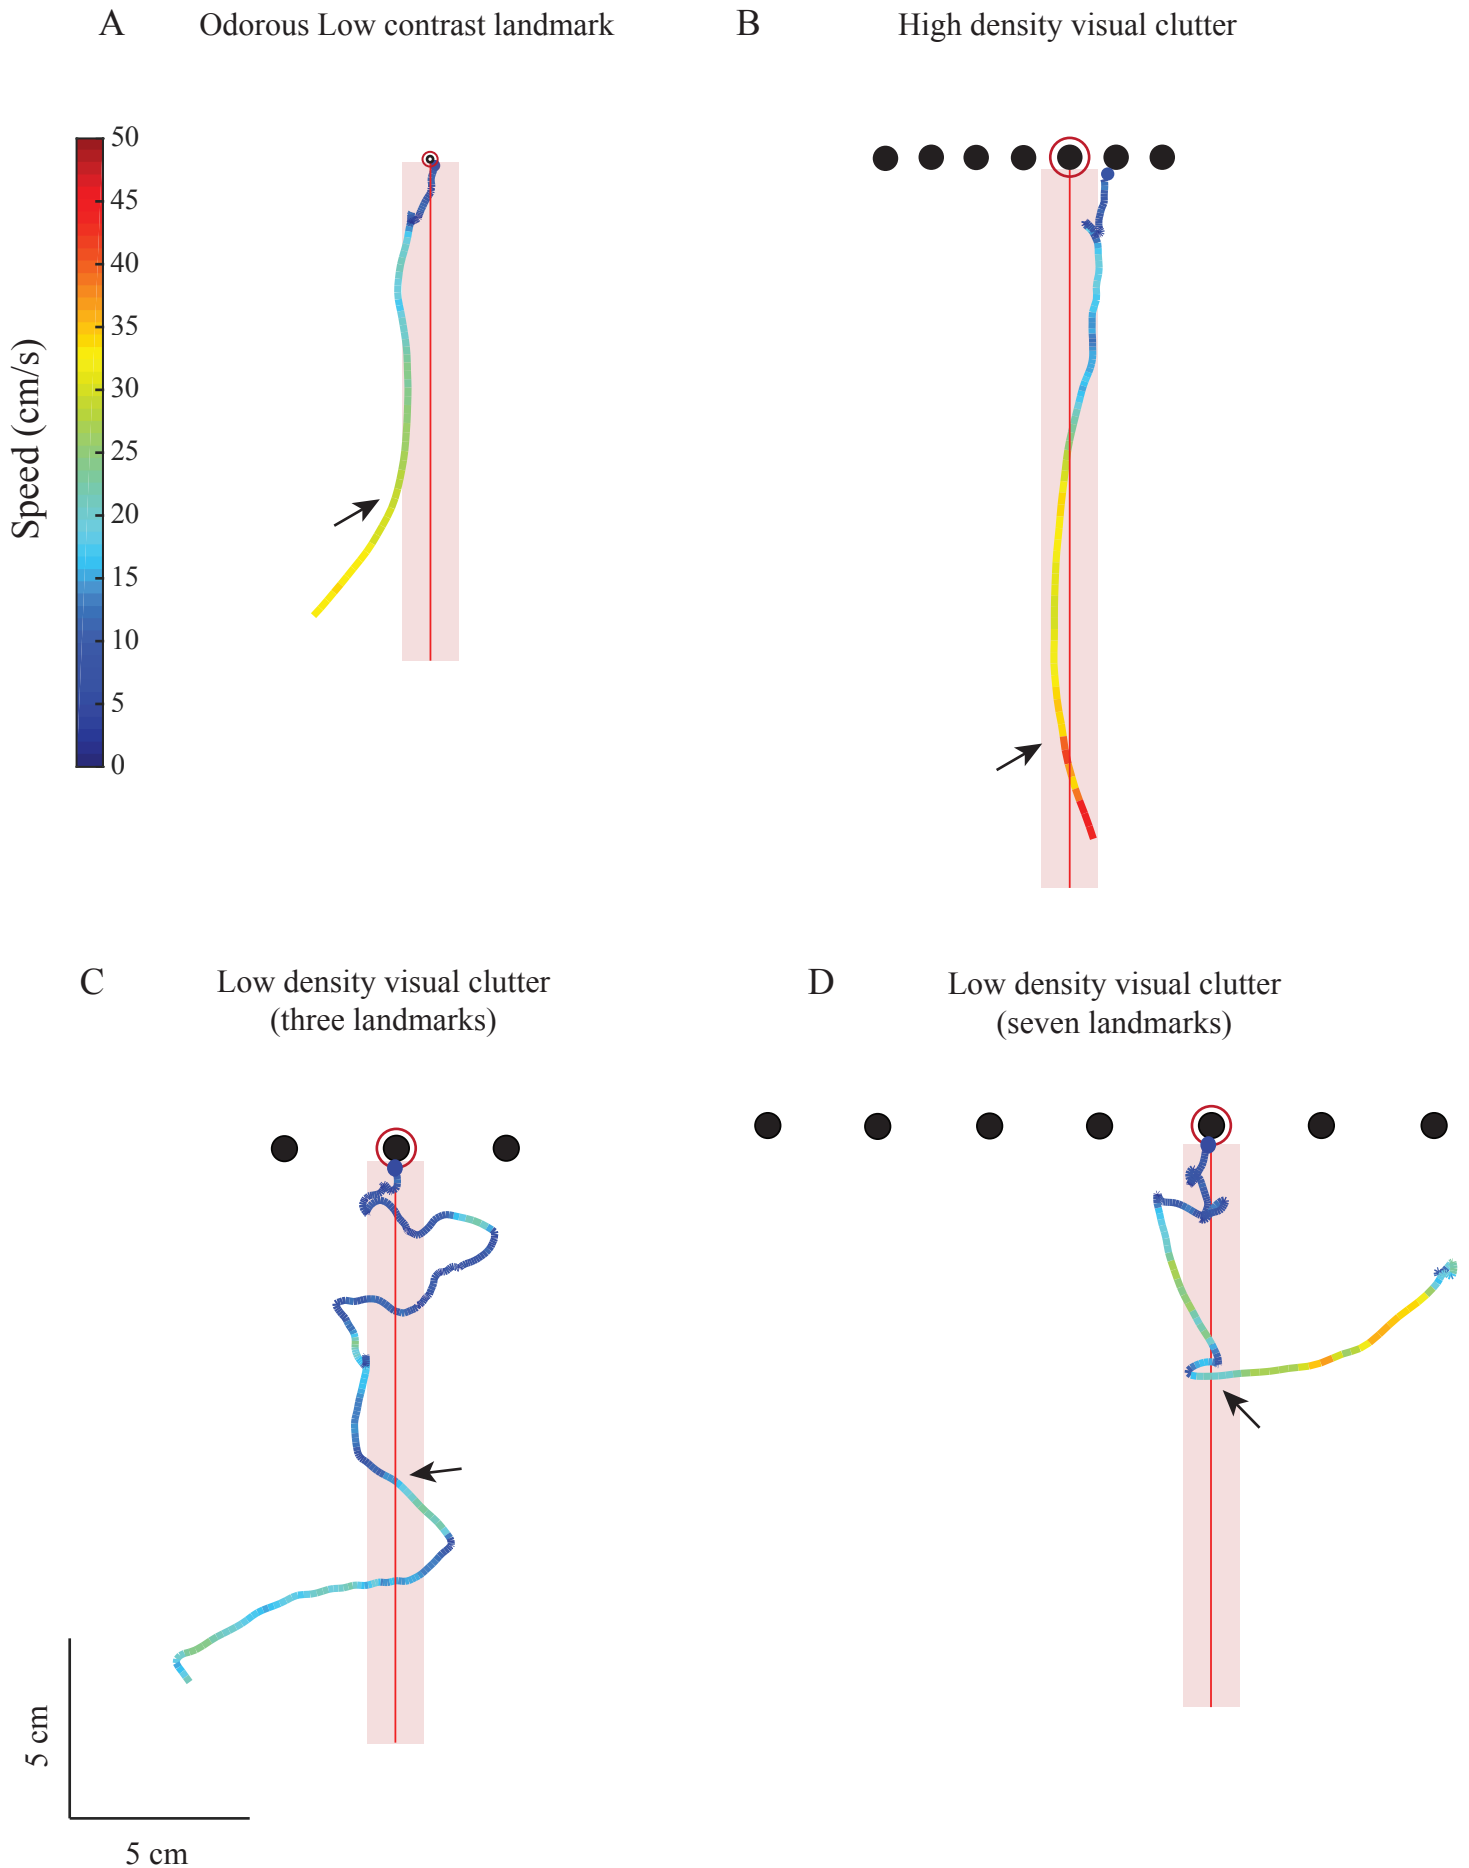 A
Odorous Low contrast landmark
B
High density visual clutter
50
45
40
35
30
25
20
15
10
5
0
Speed (cm/s)
C
Low density visual clutter
(three landmarks)
D
Low density visual clutter
(seven landmarks)
5 cm
5 cm